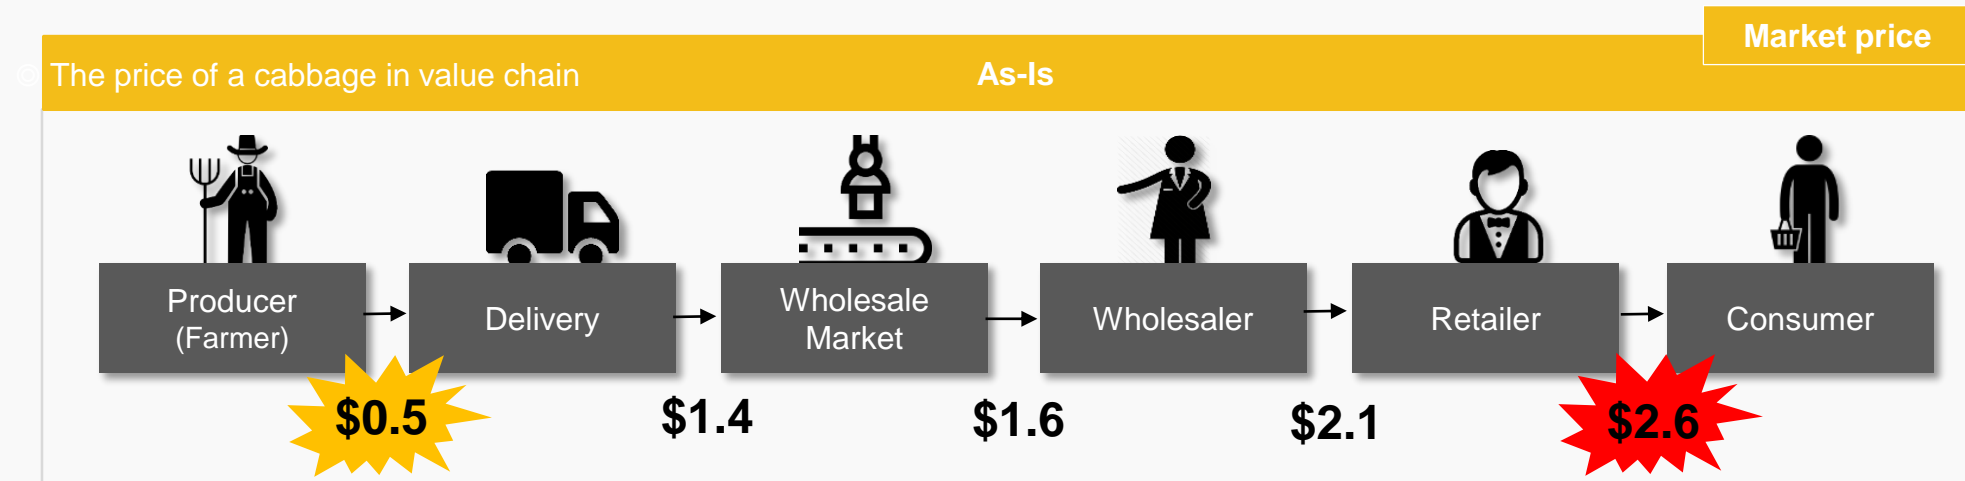 Market price
© The price of a cabbage in value chain
As-Is
Producer
(Farmer)
Delivery
Wholesale
Market
Wholesaler
Retailer
Consumer
$0.5
$1.4
$1.6
$2.1
$2.6